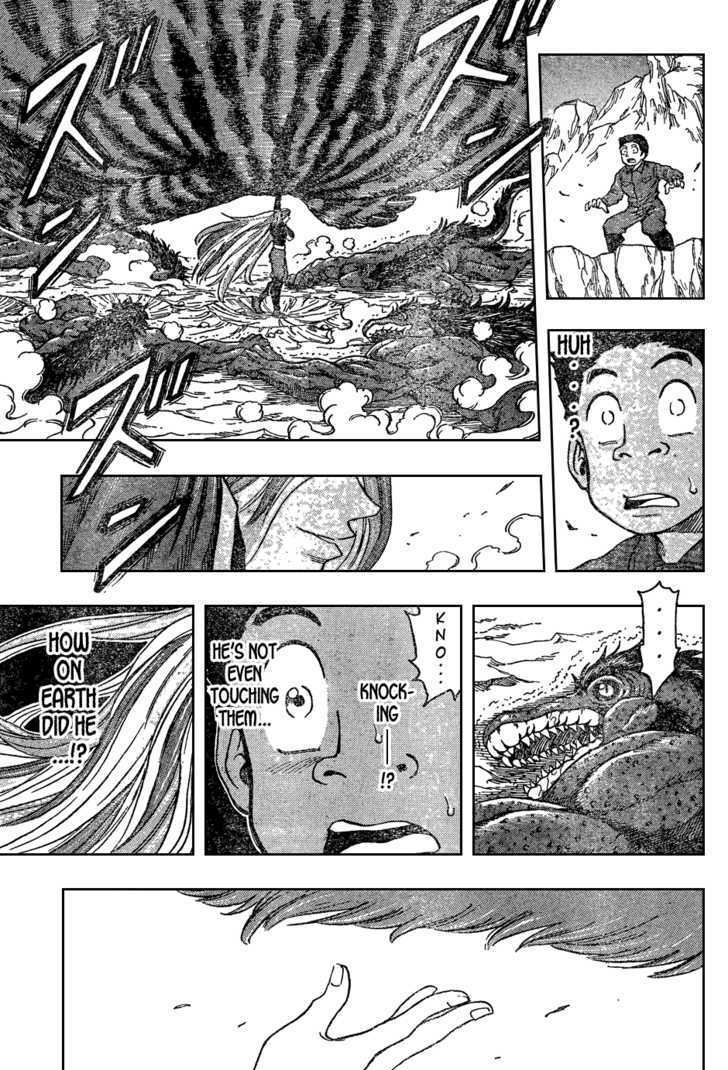 ズ
ズ
ズ
ズ
HUH
....?
...
KNO...
KNOCK-
ING
—!?
HE'S NOT
EVEN
TOUCHING
THEM...
HOW
ON
EARTH
DID HE
...!?